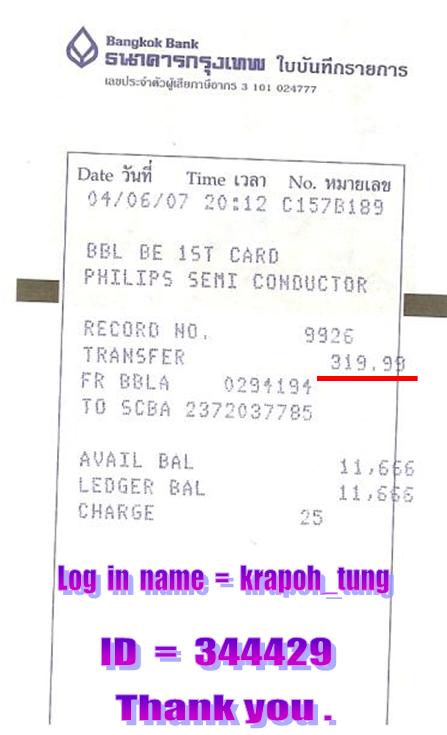 Bangkok Bank
ธนาคารกรุงเทพ ใบบันทึกรายการ
เลขประจำตัวผู้เสียภาษีอากร 3 101 024777
Date วันที่ Time เวลา No. หมายเลข
04/06/07 20:12 C157B189
BBL BE 1ST CARD
PHILIPS SEMI CONDUCTOR
RECORD NO. 9926
TRANSFER 319.99
FR BBLA 0294194
TO SCBA 2372037785
AVAIL BAL 11,666
LEDGER BAL 11,666
CHARGE 25
Log in name = krapoh_tung
ID = 344429
Thank you .